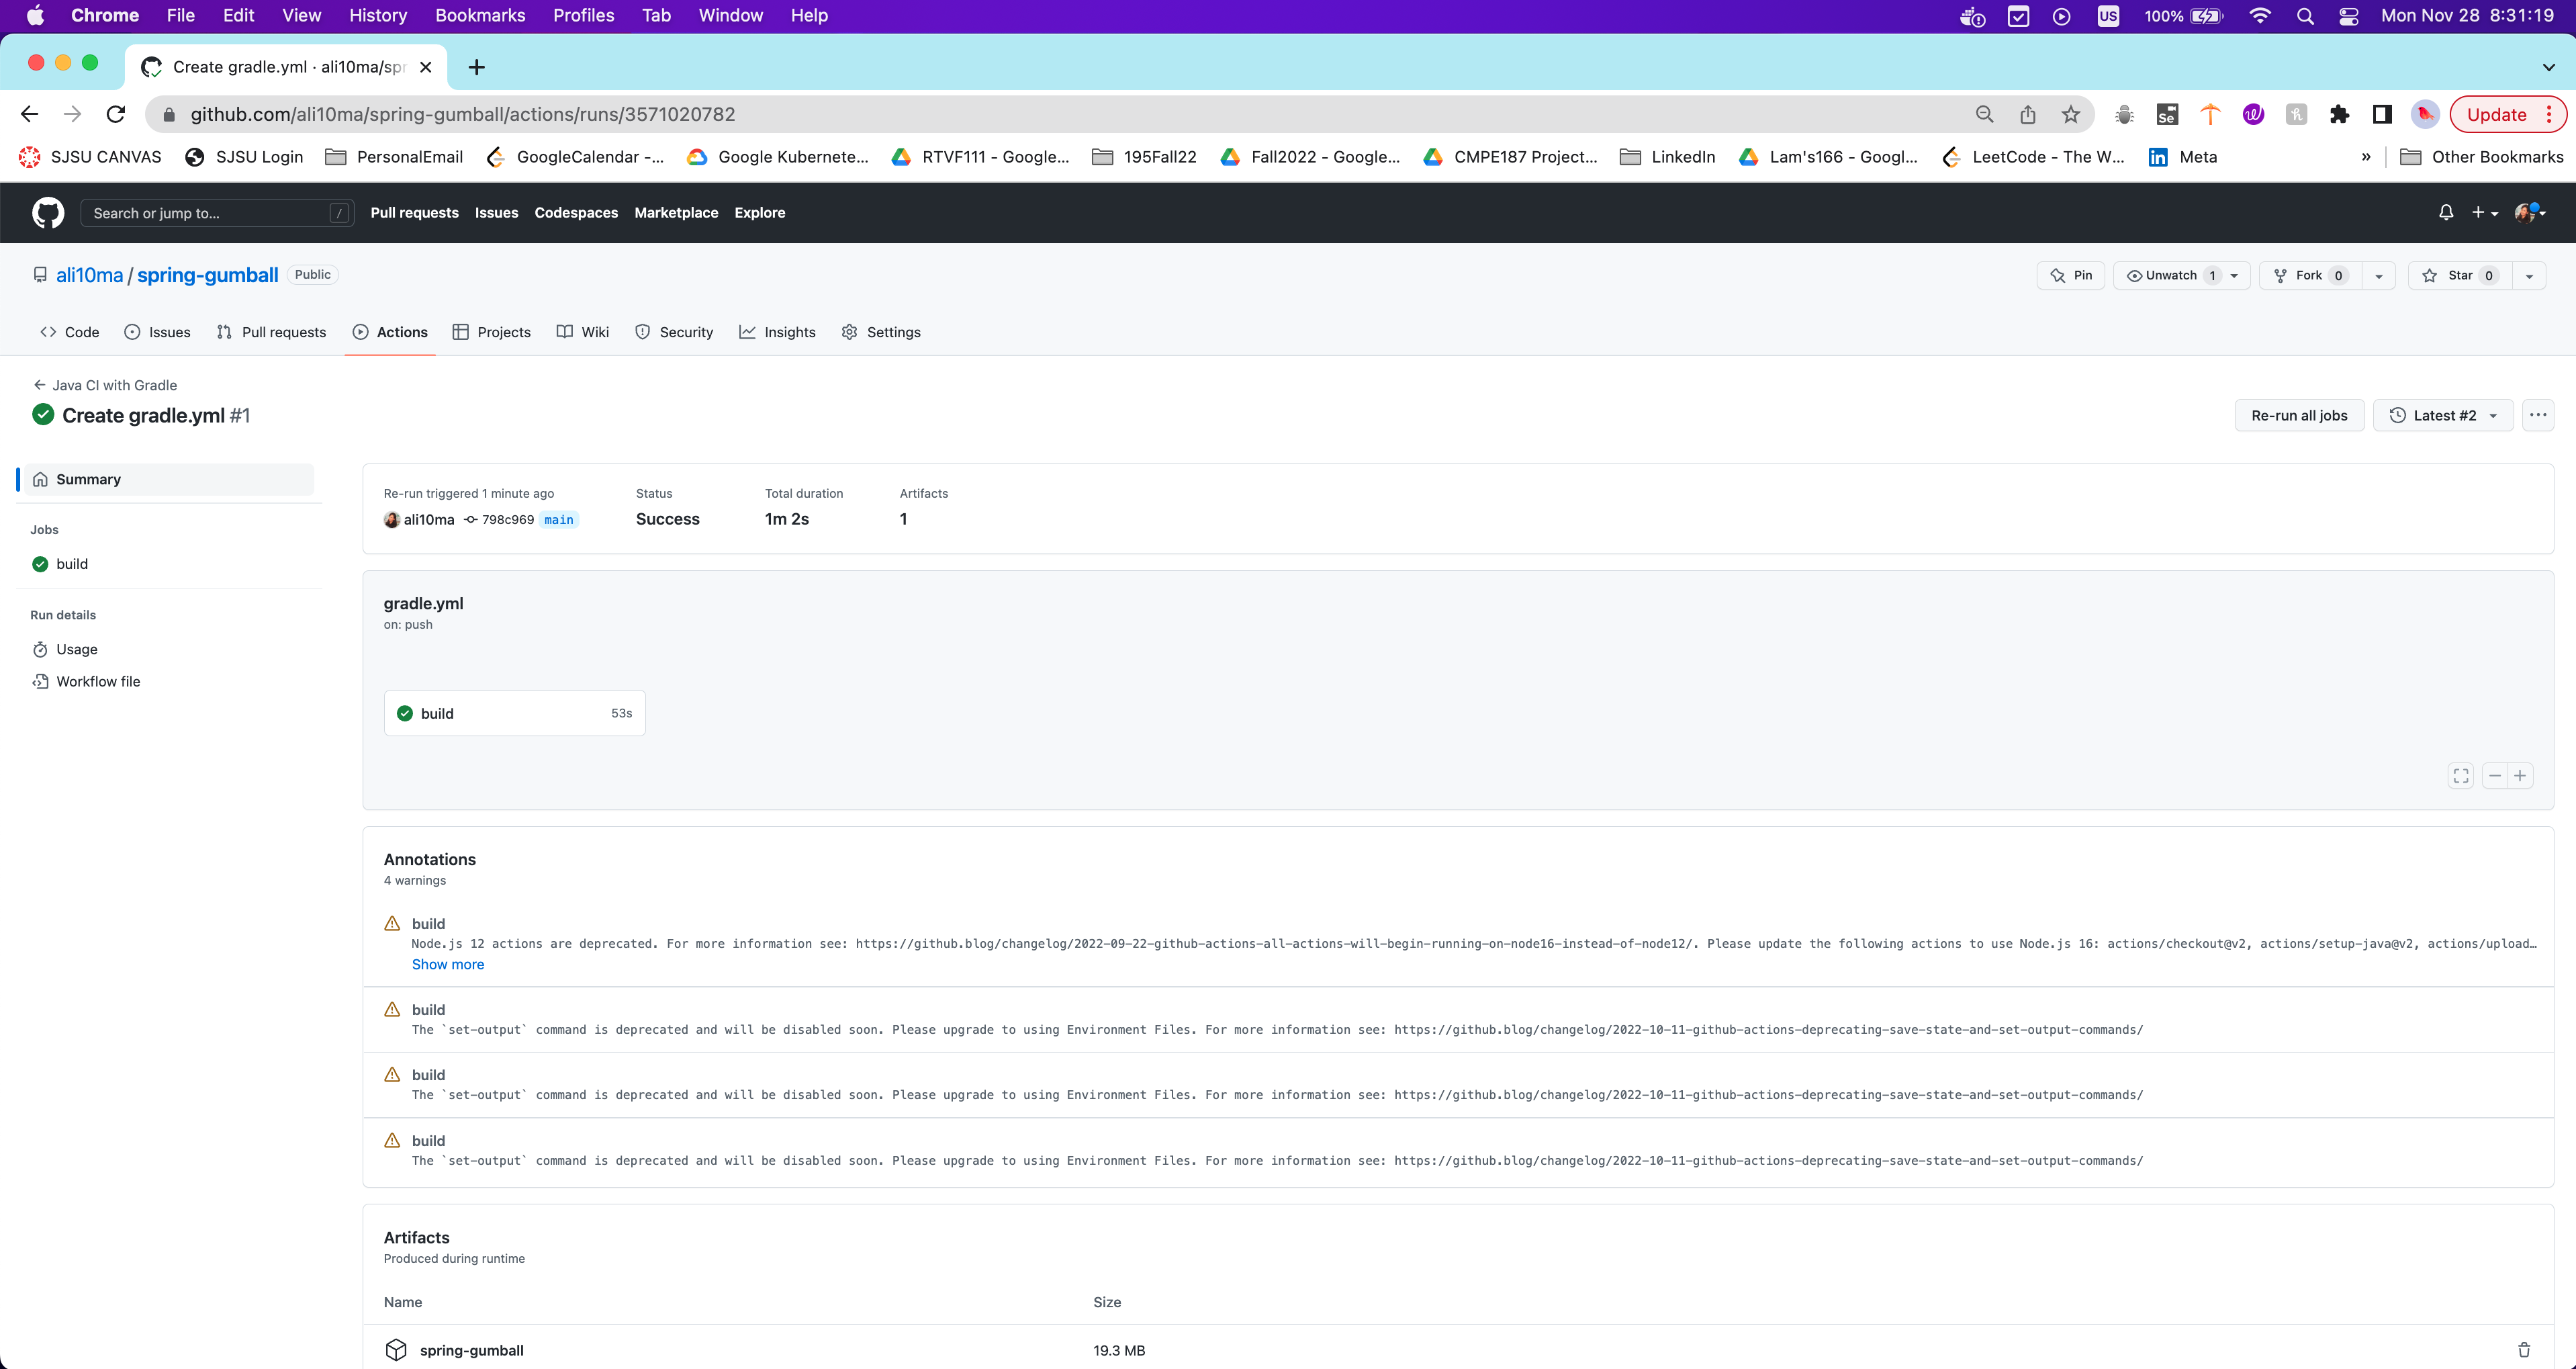 Chrome File Edit View History Bookmarks Profiles Tab Window Help US 100% Mon Nov 28 8:31:19
Create gradle.yml · ali10ma/spr
github.com/ali10ma/spring-gumball/actions/runs/3571020782 Se Update
SJSU CANVAS SJSU Login PersonalEmail GoogleCalendar -... Google Kubernete... RTVF111 - Google... 195Fall22 Fall2022 - Google... CMPE187 Project... LinkedIn Lam's166 - Googl... LeetCode - The W... in Meta » Other Bookmarks
Search or jump to... / Pull requests Issues Codespaces Marketplace Explore
ali10ma / spring-gumball Public Pin Unwatch 1 Fork 0 Star 0
Code Issues Pull requests Actions Projects Wiki Security Insights Settings
Java CI with Gradle
Create gradle.yml #1 Re-run all jobs Latest #2 ...
Summary
Jobs
build
Run details
Usage
Workflow file
Re-run triggered 1 minute ago Status Total duration Artifacts
ali10ma 798c969 main Success 1m 2s 1
gradle.yml
on: push
build 53s
Annotations
4 warnings
build
Node.js 12 actions are deprecated. For more information see: https://github.blog/changelog/2022-09-22-github-actions-all-actions-will-begin-running-on-node16-instead-of-node12/. Please update the following actions to use Node.js 16: actions/checkout@v2, actions/setup-java@v2, actions/upload…
Show more
build
The `set-output` command is deprecated and will be disabled soon. Please upgrade to using Environment Files. For more information see: https://github.blog/changelog/2022-10-11-github-actions-deprecating-save-state-and-set-output-commands/
build
The `set-output` command is deprecated and will be disabled soon. Please upgrade to using Environment Files. For more information see: https://github.blog/changelog/2022-10-11-github-actions-deprecating-save-state-and-set-output-commands/
build
The `set-output` command is deprecated and will be disabled soon. Please upgrade to using Environment Files. For more information see: https://github.blog/changelog/2022-10-11-github-actions-deprecating-save-state-and-set-output-commands/
Artifacts
Produced during runtime
Name Size
spring-gumball 19.3 MB